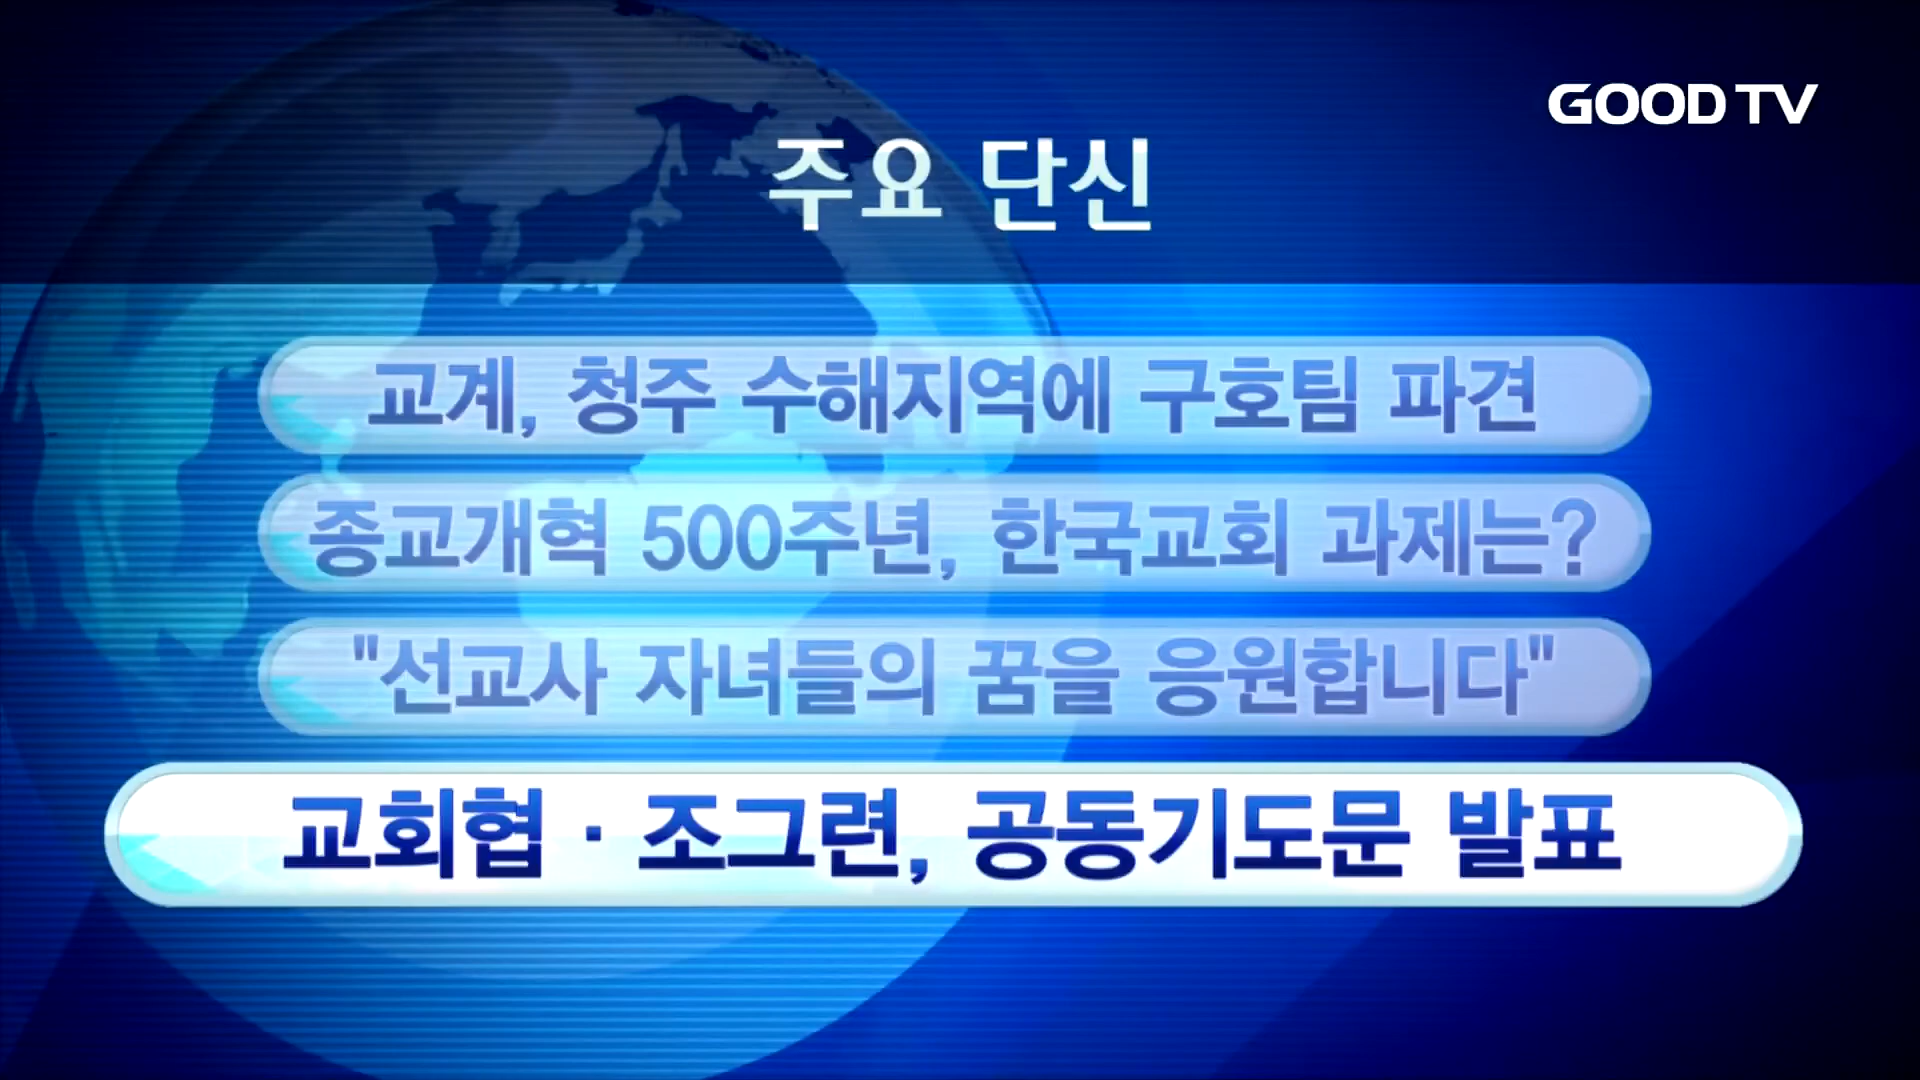 GOOD TV
주요 단신
교계, 청주 수해지역에 구호팀 파견
종교개혁 500주년, 한국교회 과제는?
"선교사 자녀들의 꿈을 응원합니다"
교회협 · 조그련, 공동기도문 발표